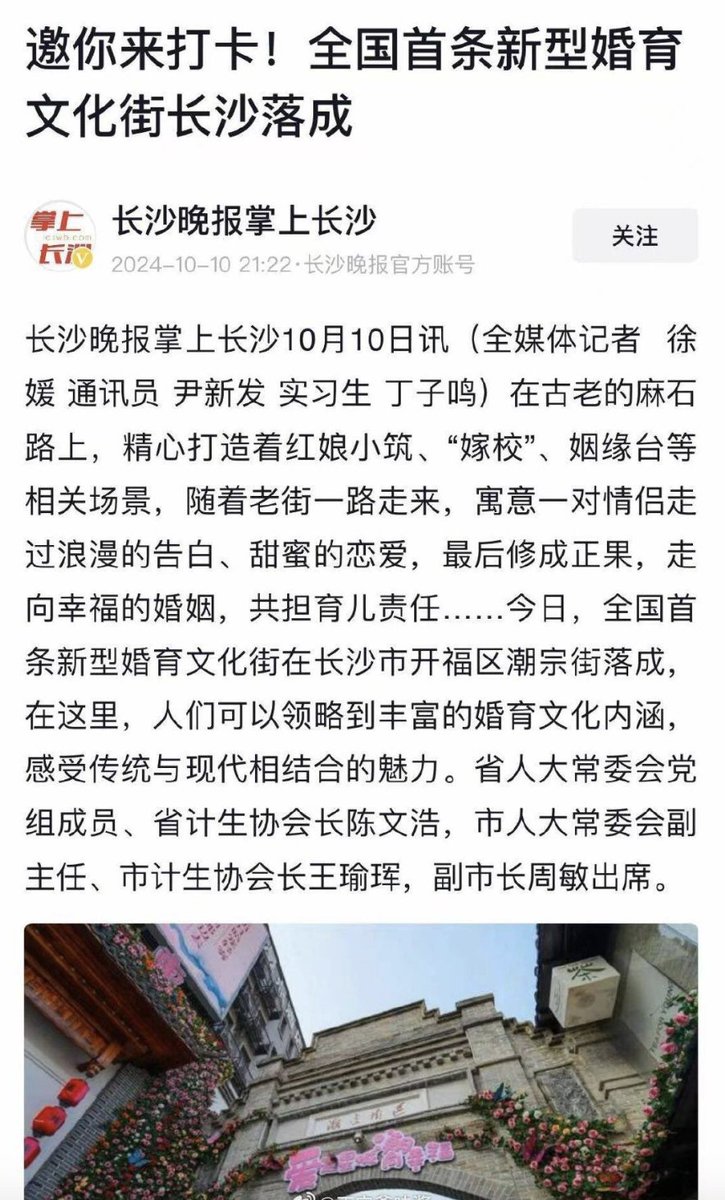 邀你来打卡！全国首条新型婚育
文化街长沙落成
掌上
长沙
长沙晚报掌上长沙
关注
2024-10-10 21:22·长沙晚报官方账号
长沙晚报掌上长沙10月10日讯（全媒体记者 徐
媛 通讯员 尹新发 实习生 丁子鸣）在古老的麻石
路上，精心打造着红娘小筑、“嫁校”、姻缘台等
相关场景，随着老街一路走来，寓意一对情侣走
过浪漫的告白、甜蜜的恋爱，最后修成正果，走
向幸福的婚姻，共担育儿责任……今日，全国首
条新型婚育文化街在长沙市开福区潮宗街落成，
在这里，人们可以领略到丰富的婚育文化内涵，
感受传统与现代相结合的魅力。省人大常委会党
组成员、省计生协会长陈文浩，市人大常委会副
主任、市计生协会长王瑜珲，副市长周敏出席。
茶